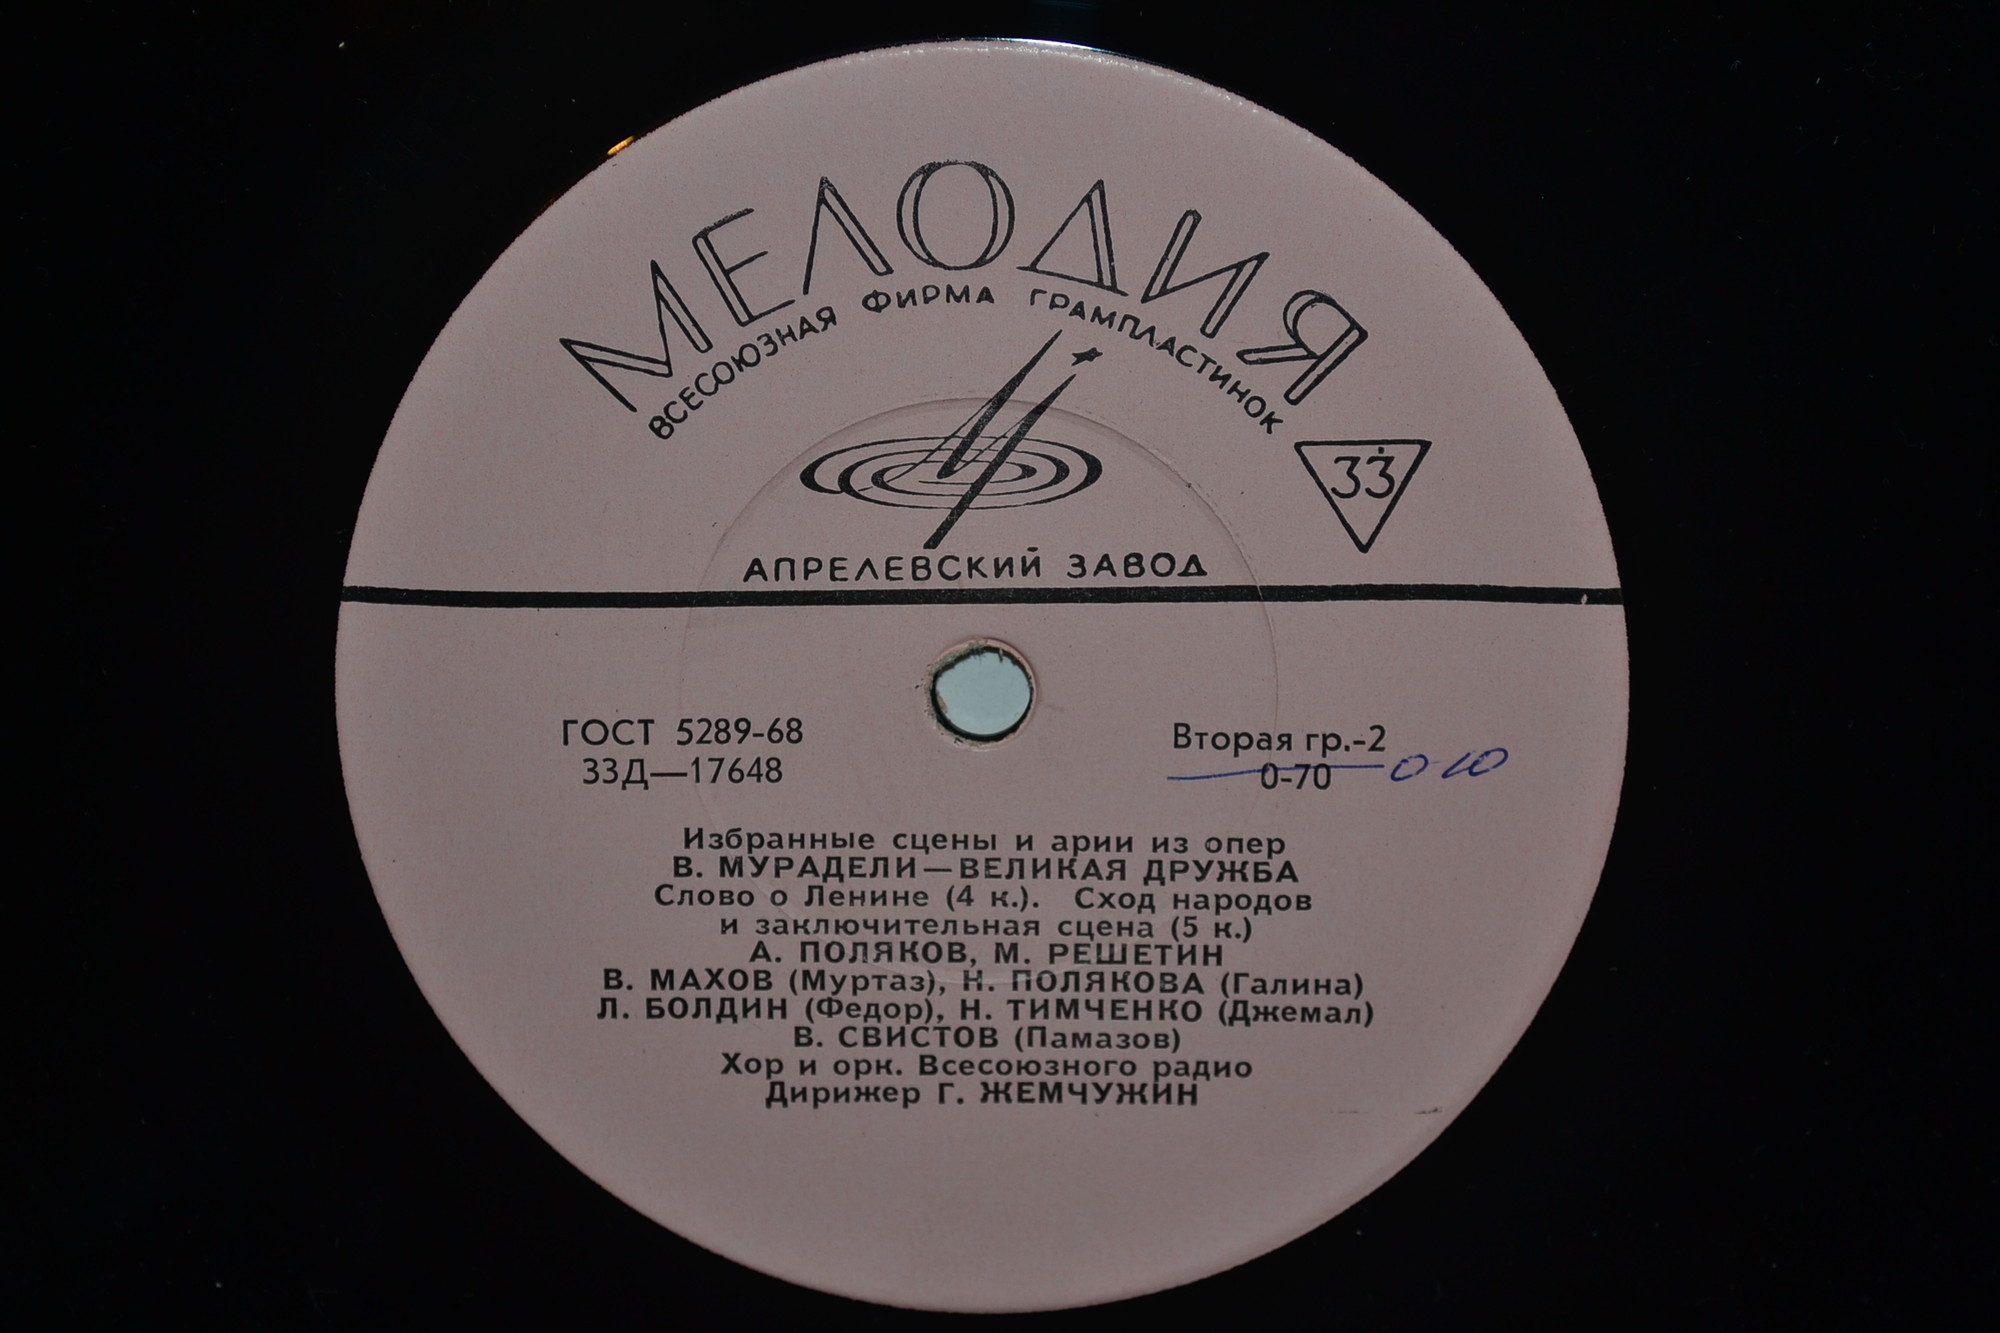 МЕЛОДИЯ
ВСЕСОЮЗНАЯ ФИРМА ГРАМПЛАСТИНОК
33
АПРЕЛЕВСКИЙ ЗАВОД
ГОСТ 5289-68
33Д—17648
Вторая гр.-2
0-70
0-10
Избранные сцены и арии из опер
В. МУРАДЕЛИ—ВЕЛИКАЯ ДРУЖБА
Слово о Ленине (4 к.). Сход народов
и заключительная сцена (5 к.)
А. ПОЛЯКОВ, М. РЕШЕТИН
В. МАХОВ (Муртаз), Н. ПОЛЯКОВА (Галина)
Л. БОЛДИН (Федор), Н. ТИМЧЕНКО (Джемал)
В. СВИСТОВ (Памазов)
Хор и орк. Всесоюзного радио
Дирижер Г. ЖЕМЧУЖИН